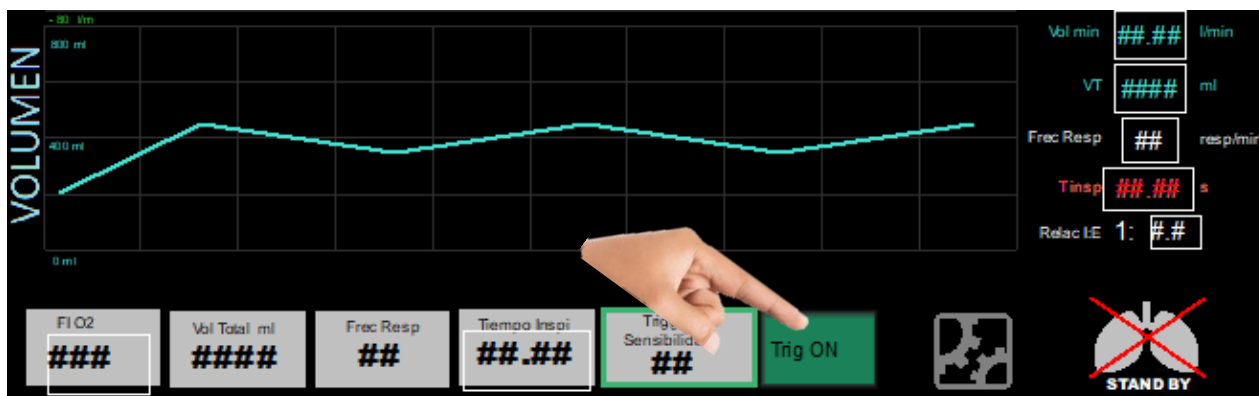 - 80 l/m
800 ml
VOLUMEN
400 ml
0 ml
Vol min ##.## l/min
VT #### ml
Frec Resp ## resp/min
Tinsp ##.## s
Relac I:E 1: #.#
FI O2
###
Vol Total ml
####
Frec Resp
##
Tiempo Inspi
##.##
Sensibilid
##
Trig ON
STAND BY